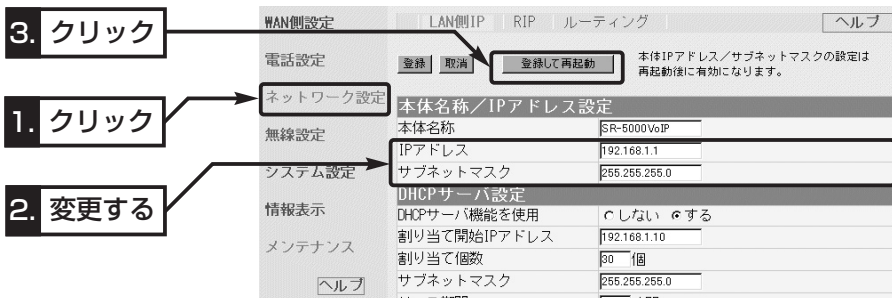 3. クリック
1. クリック
2. 変更する
WAN側設定
電話設定
ネットワーク設定
無線設定
システム設定
情報表示
メンテナンス
ヘルプ
LAN側IP RIP ルーティング ヘルプ
登録 取消 登録して再起動 本体IPアドレス／サブネットマスクの設定は
再起動後に有効になります。
本体名称／IPアドレス設定
本体名称 SR-5000VoIP
IPアドレス 192.168.1.1
サブネットマスク 255.255.255.0
DHCPサーバ設定
DHCPサーバ機能を使用 しない する
割り当て開始IPアドレス 192.168.1.10
割り当て個数 30 個
サブネットマスク 255.255.255.0